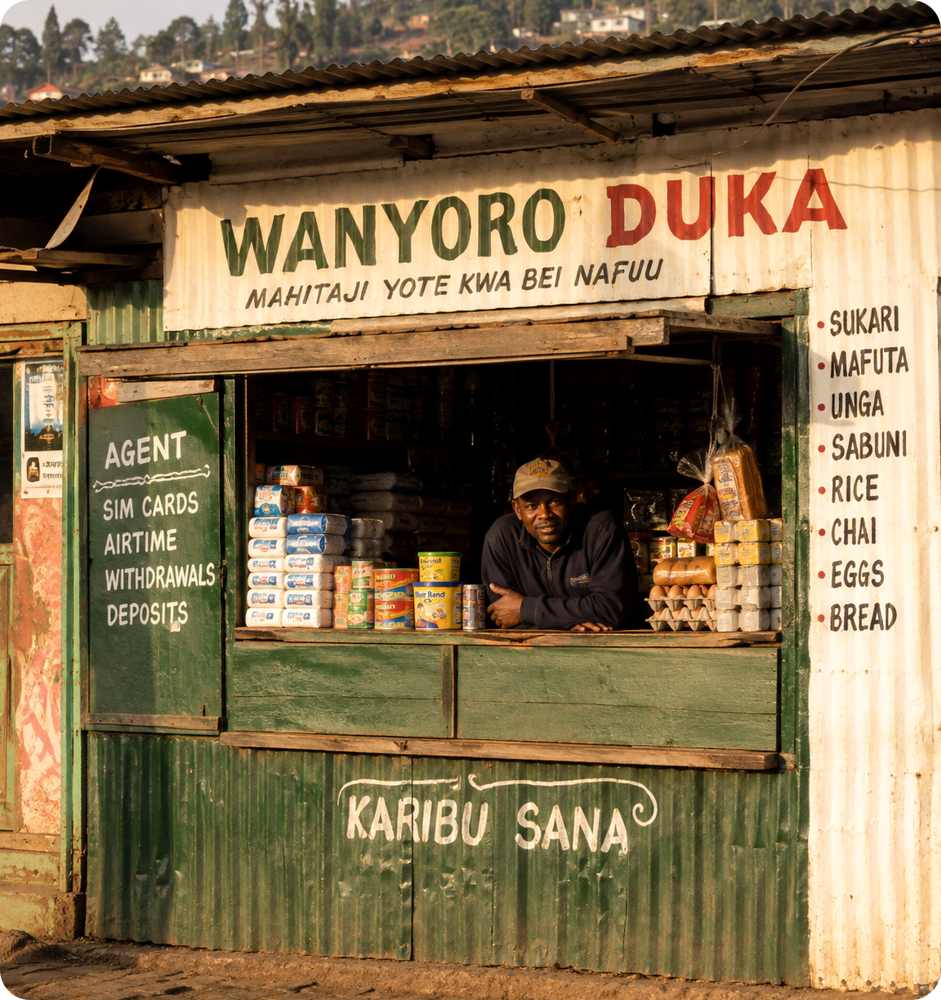 WANYORO DUKA
MAHITAJI YOTE KWA BEI NAFUU
AGENT
SIM CARDS
AIRTIME
WITHDRAWALS
DEPOSITS
• SUKARI
• MAFUTA
• UNGA
• SABUNI
• RICE
• CHAI
• EGGS
• BREAD
KARIBU SANA